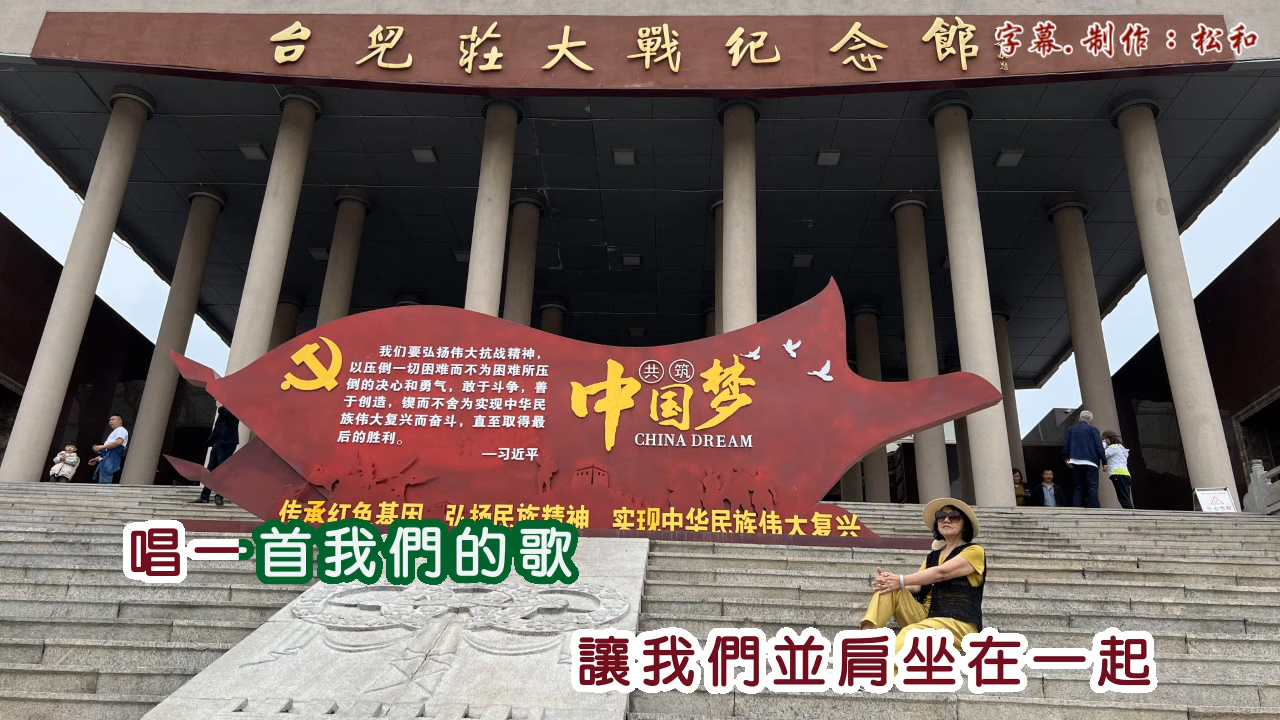 台兒莊大戰纪念館
字幕.制作：松和
我们要弘扬伟大抗战精神，
以压倒一切困难而不为困难所压
倒的决心和勇气，敢于斗争，善
于创造，锲而不舍为实现中华民
族伟大复兴而奋斗，直至取得最
后的胜利。
—习近平
共筑
中国梦
CHINA DREAM
传承红色基因 弘扬民族精神 实现中华民族伟大复兴
唱一首我們的歌
讓我們並肩坐在一起